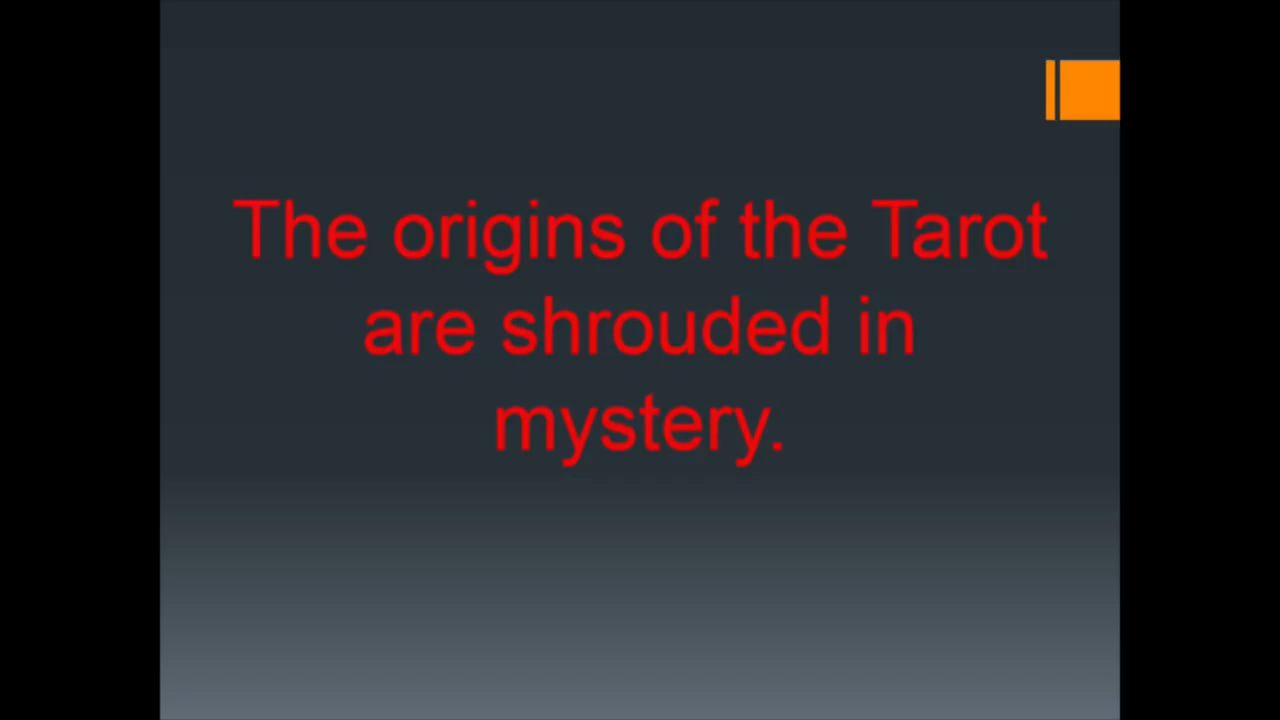 The origins of the Tarot
are shrouded in
mystery.